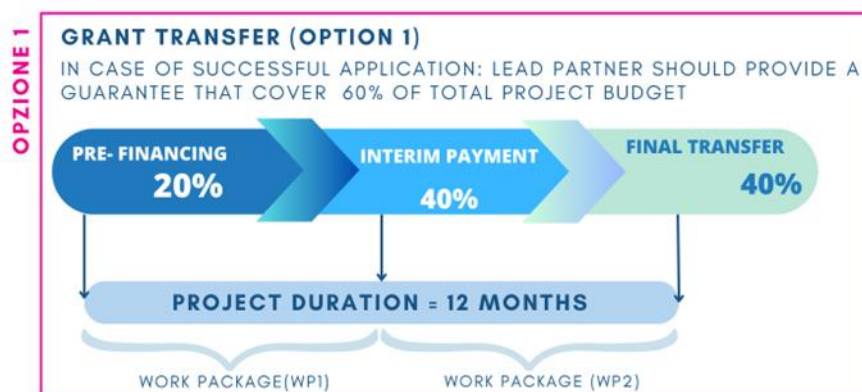 OPZIONE 1
GRANT TRANSFER (OPTION 1)
IN CASE OF SUCCESSFUL APPLICATION: LEAD PARTNER SHOULD PROVIDE A
GUARANTEE THAT COVER 60% OF TOTAL PROJECT BUDGET
PRE- FINANCING
20%
INTERIM PAYMENT
40%
FINAL TRANSFER
40%
PROJECT DURATION = 12 MONTHS
WORK PACKAGE(WP1)
WORK PACKAGE (WP2)